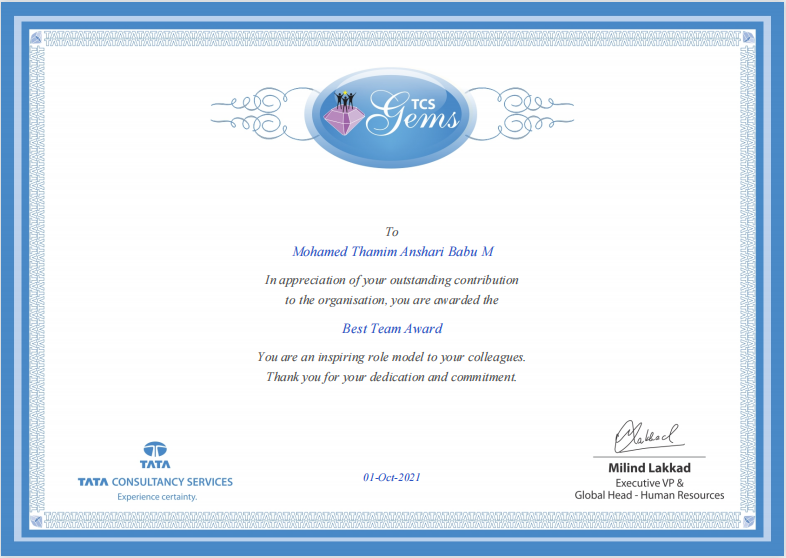 TCS
Gems
To
Mohamed Thamim Anshari Babu M
In appreciation of your outstanding contribution
to the organisation, you are awarded the
Best Team Award
You are an inspiring role model to your colleagues.
Thank you for your dedication and commitment.
TATA
TATA CONSULTANCY SERVICES
Experience certainty.
01-Oct-2021
Milind Lakkad
Executive VP &
Global Head - Human Resources